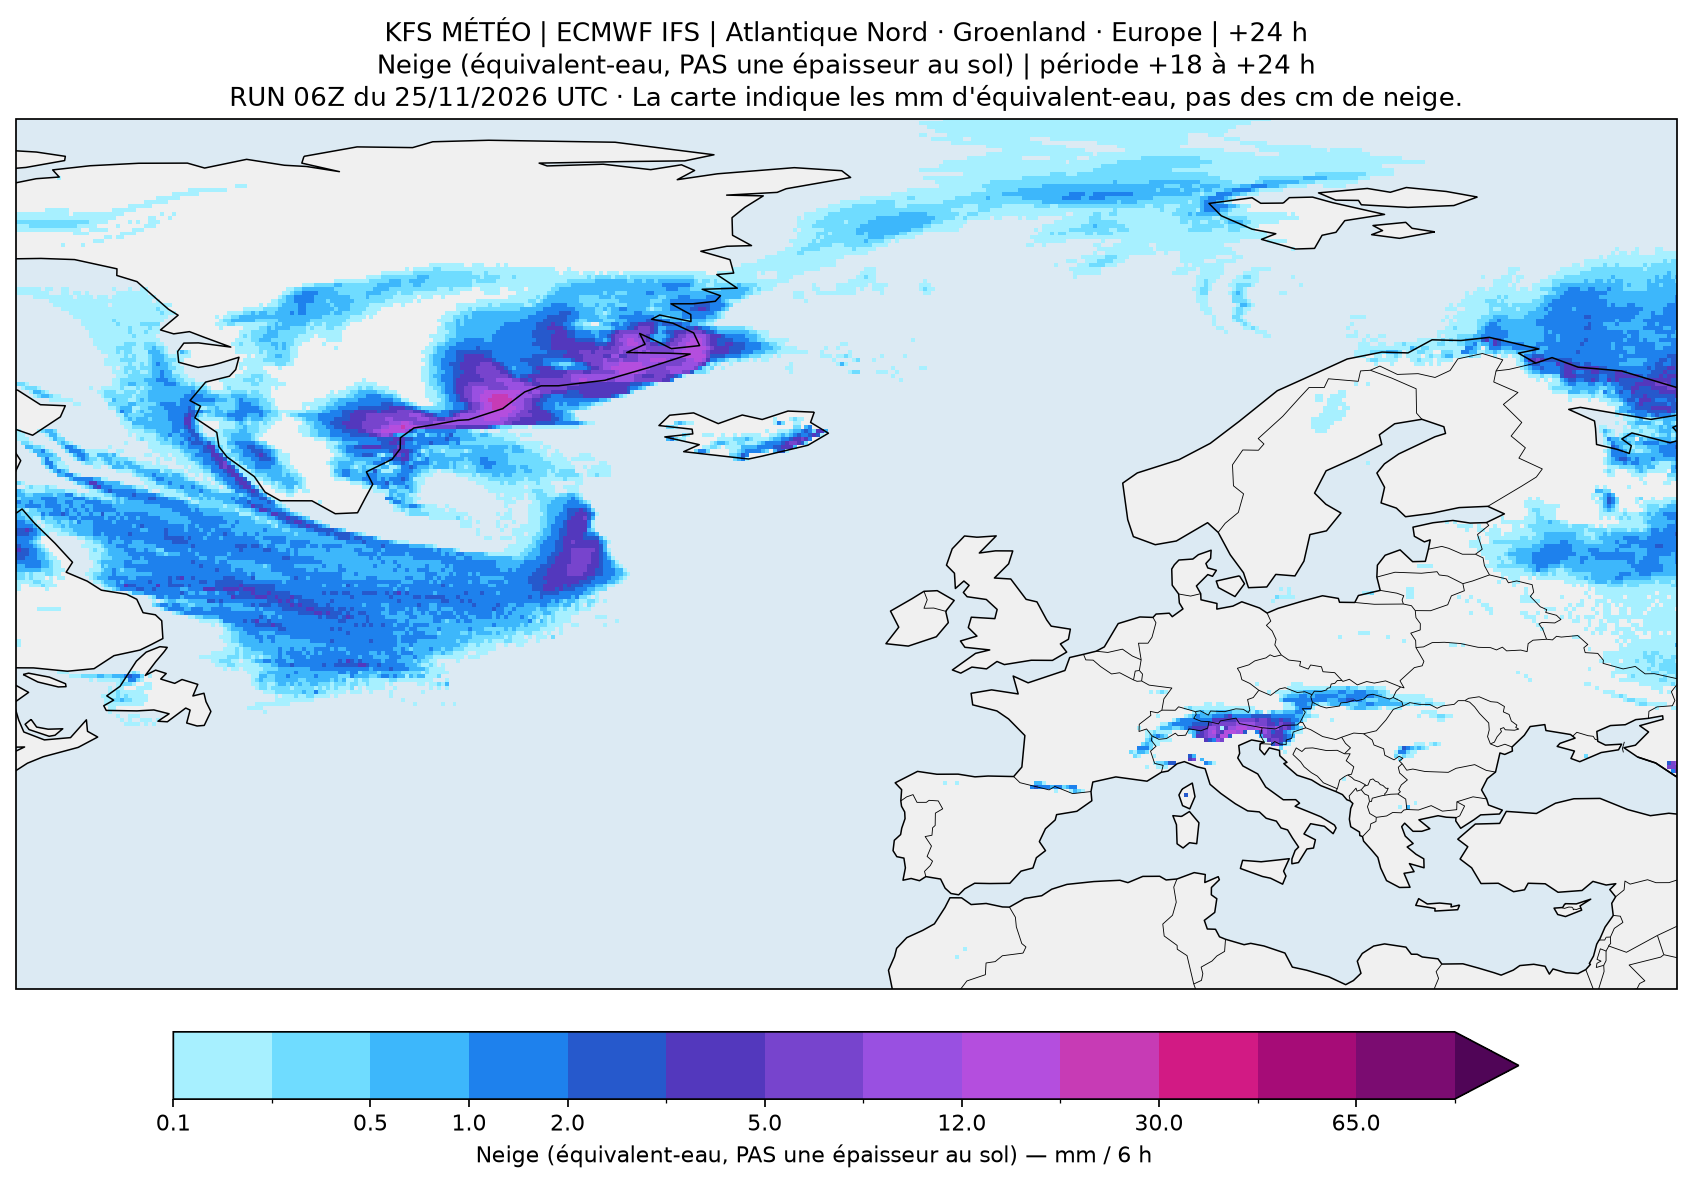 KFS MÉTÉO | ECMWF IFS | Atlantique Nord · Groenland · Europe | +24 h
Neige (équivalent-eau, PAS une épaisseur au sol) | période +18 à +24 h
RUN 06Z du 25/11/2026 UTC · La carte indique les mm d'équivalent-eau, pas des cm de neige.
0.1 0.5 1.0 2.0 5.0 12.0 30.0 65.0
Neige (équivalent-eau, PAS une épaisseur au sol) — mm / 6 h